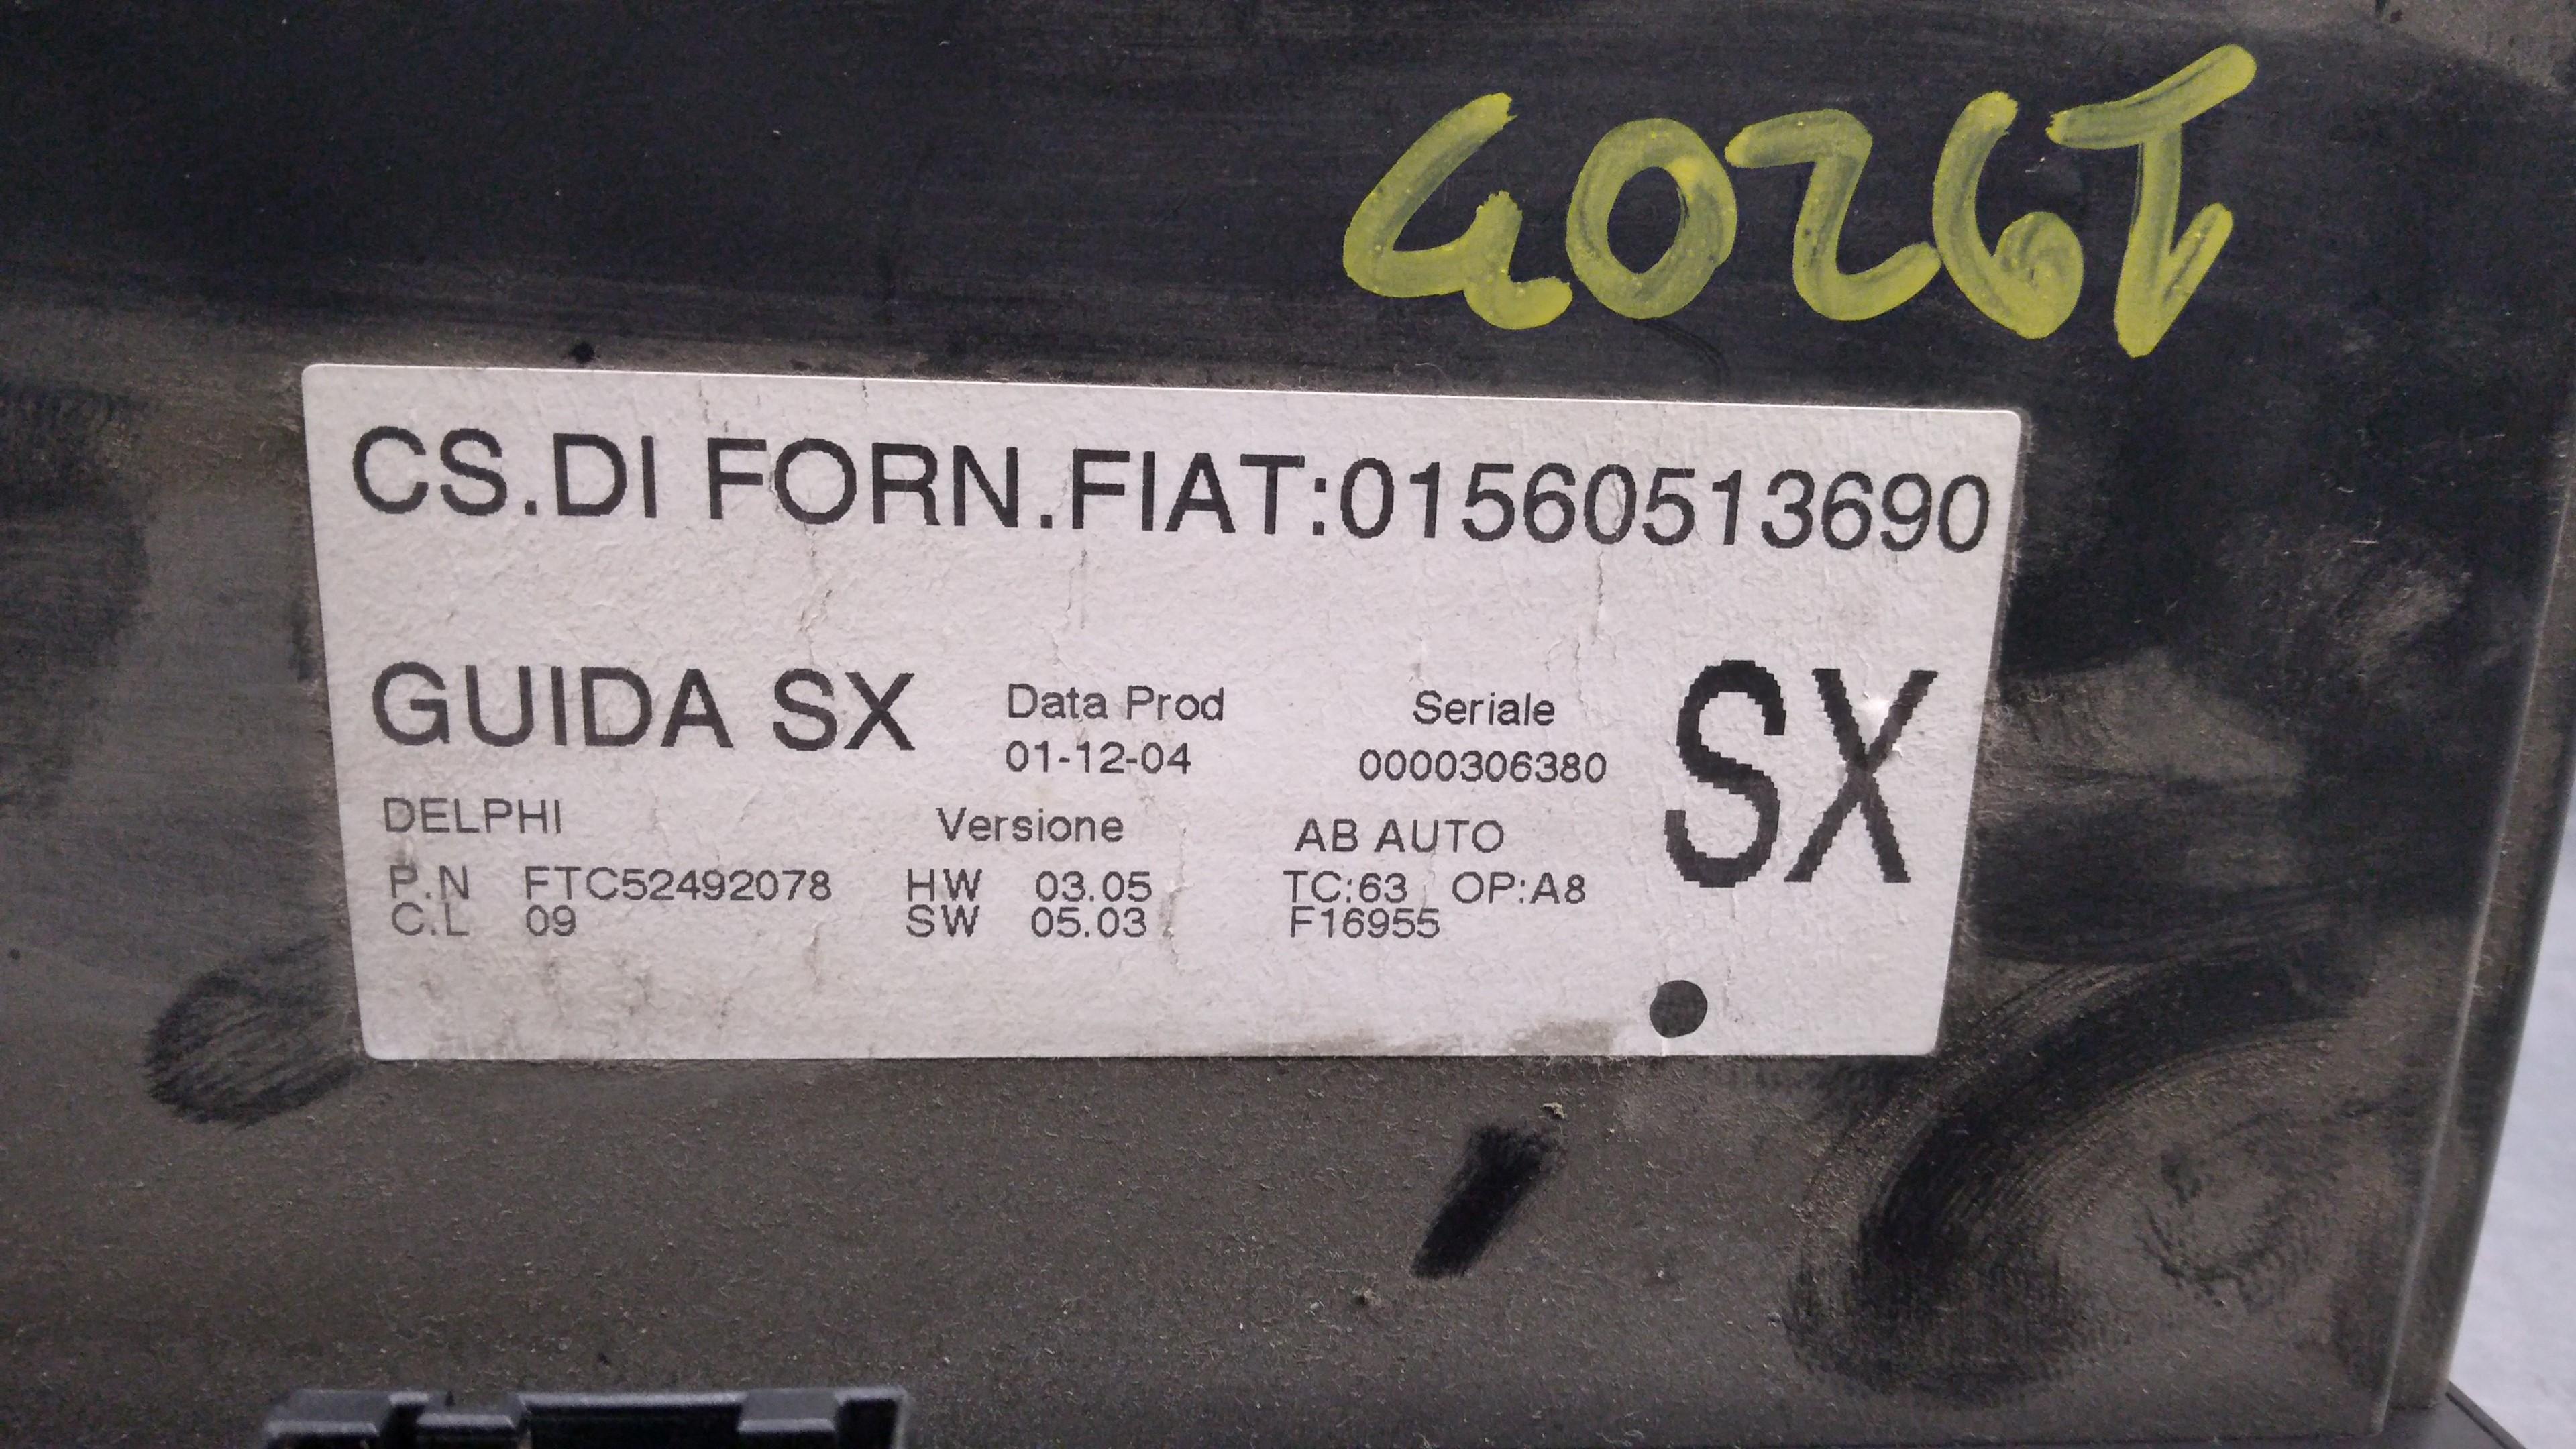 4026T
CS.DI FORN.FIAT:01560513690
GUIDA SX
Data Prod
01-12-04
Seriale
0000306380
SX
DELPHI
P.N FTC52492078
C.L 09
Versione
HW 03.05
SW 05.03
AB AUTO
TC:63 OP:A8
F16955